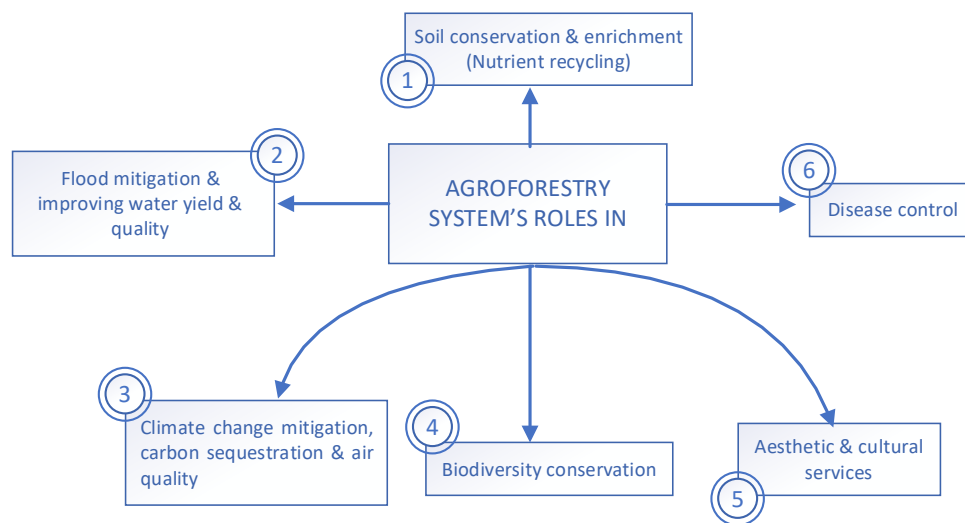 Soil conservation & enrichment
(Nutrient recycling)
1
2
Flood mitigation &
improving water yield &
quality
AGROFORESTRY
SYSTEM'S ROLES IN
6
Disease control
3
Climate change mitigation,
carbon sequestration & air
quality
4
Biodiversity conservation
Aesthetic & cultural
services
5